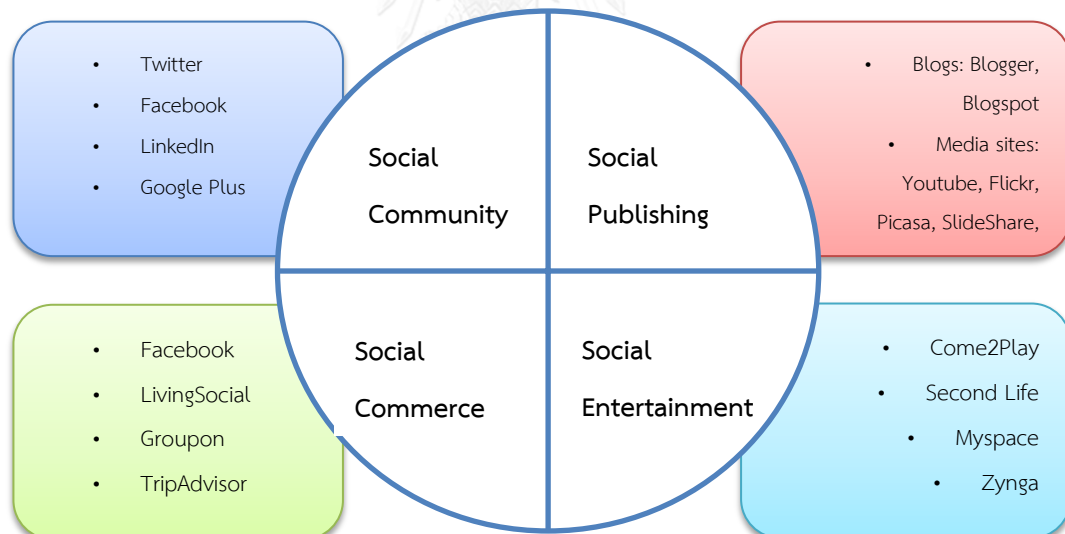 • Twitter
• Facebook
• LinkedIn
• Google Plus
• Blogs: Blogger,
Blogspot
• Media sites:
Youtube, Flickr,
Picasa, SlideShare,
Social
Community
Social
Publishing
Social
Commerce
Social
Entertainment
• Facebook
• LivingSocial
• Groupon
• TripAdvisor
• Come2Play
• Second Life
• Myspace
• Zynga